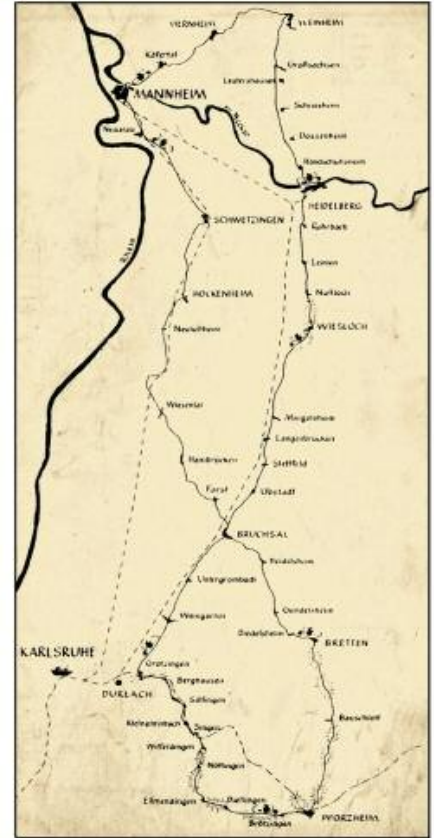 VIERNHEIM
WEINHEIM
Käfertal
Großsachsen
MANNHEIM
Schriesheim
Neckar
Dossenheim
Neckarau
Handschuhsheim
HEIDELBERG
SCHWETZINGEN
Rohrbach
RHEIN
Leimen
HOCKENHEIM
Nußloch
WIESLOCH
Neulußheim
Wiesental
Mingolsheim
Langenbrücken
Hambrücken
Stettfeld
Forst
Ubstadt
BRUCHSAL
Heidelsheim
Untergrombach
Gondelsheim
Weingarten
Diedelsheim
BRETTEN
KARLSRUHE
Grötzingen
Berghausen
DURLACH
Söllingen
Bauschlott
Kleinsteinbach
Singen
Wilferdingen
Nöttingen
Ellmendingen
Dietlingen
Brötzingen
PFORZHEIM